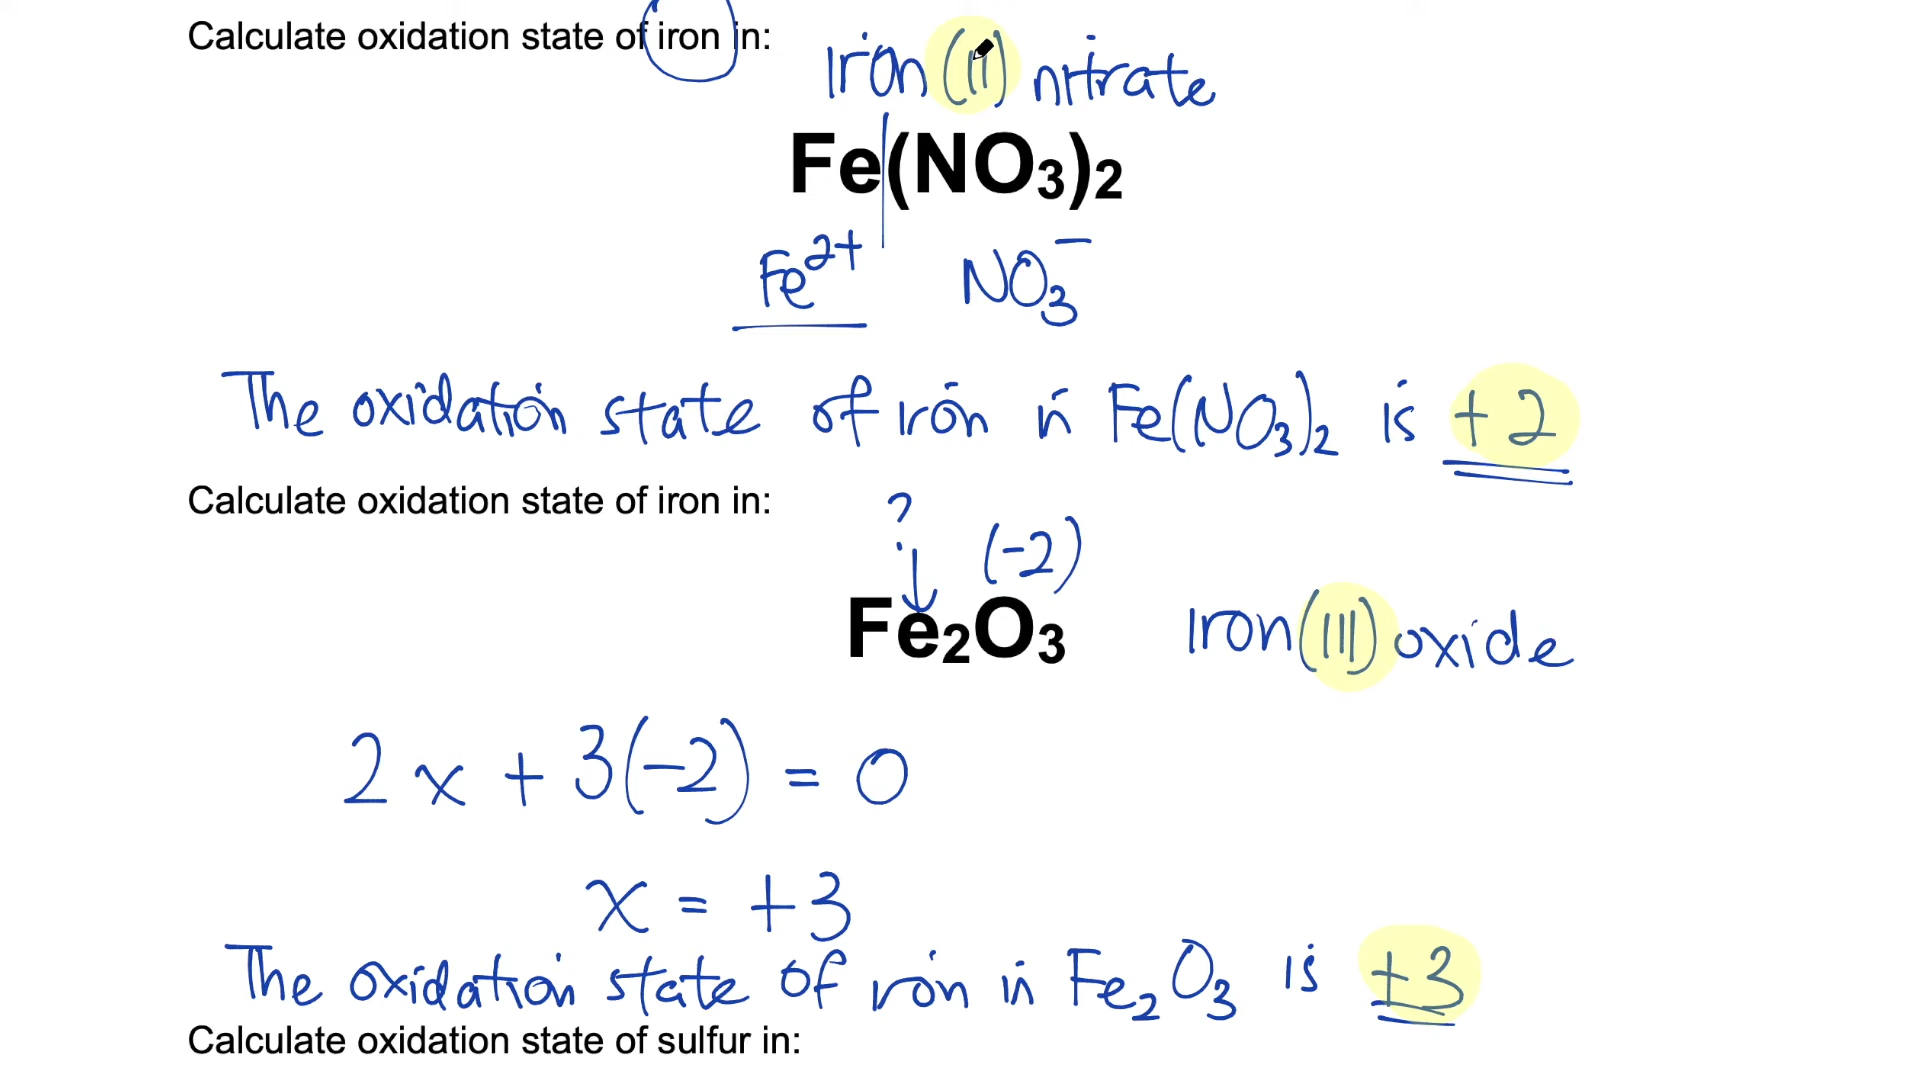 Calculate oxidation state of iron in:
Iron (II) nitrate
Fe(NO₃)₂
Fe²⁺ NO₃⁻
The oxidation state of iron in Fe(NO₃)₂ is +2
Calculate oxidation state of iron in:
?
(-2)
Fe₂O₃ Iron(III) oxide
2x + 3(-2) = 0
x = +3
The oxidation state of iron in Fe₂O₃ is +3
Calculate oxidation state of sulfur in: